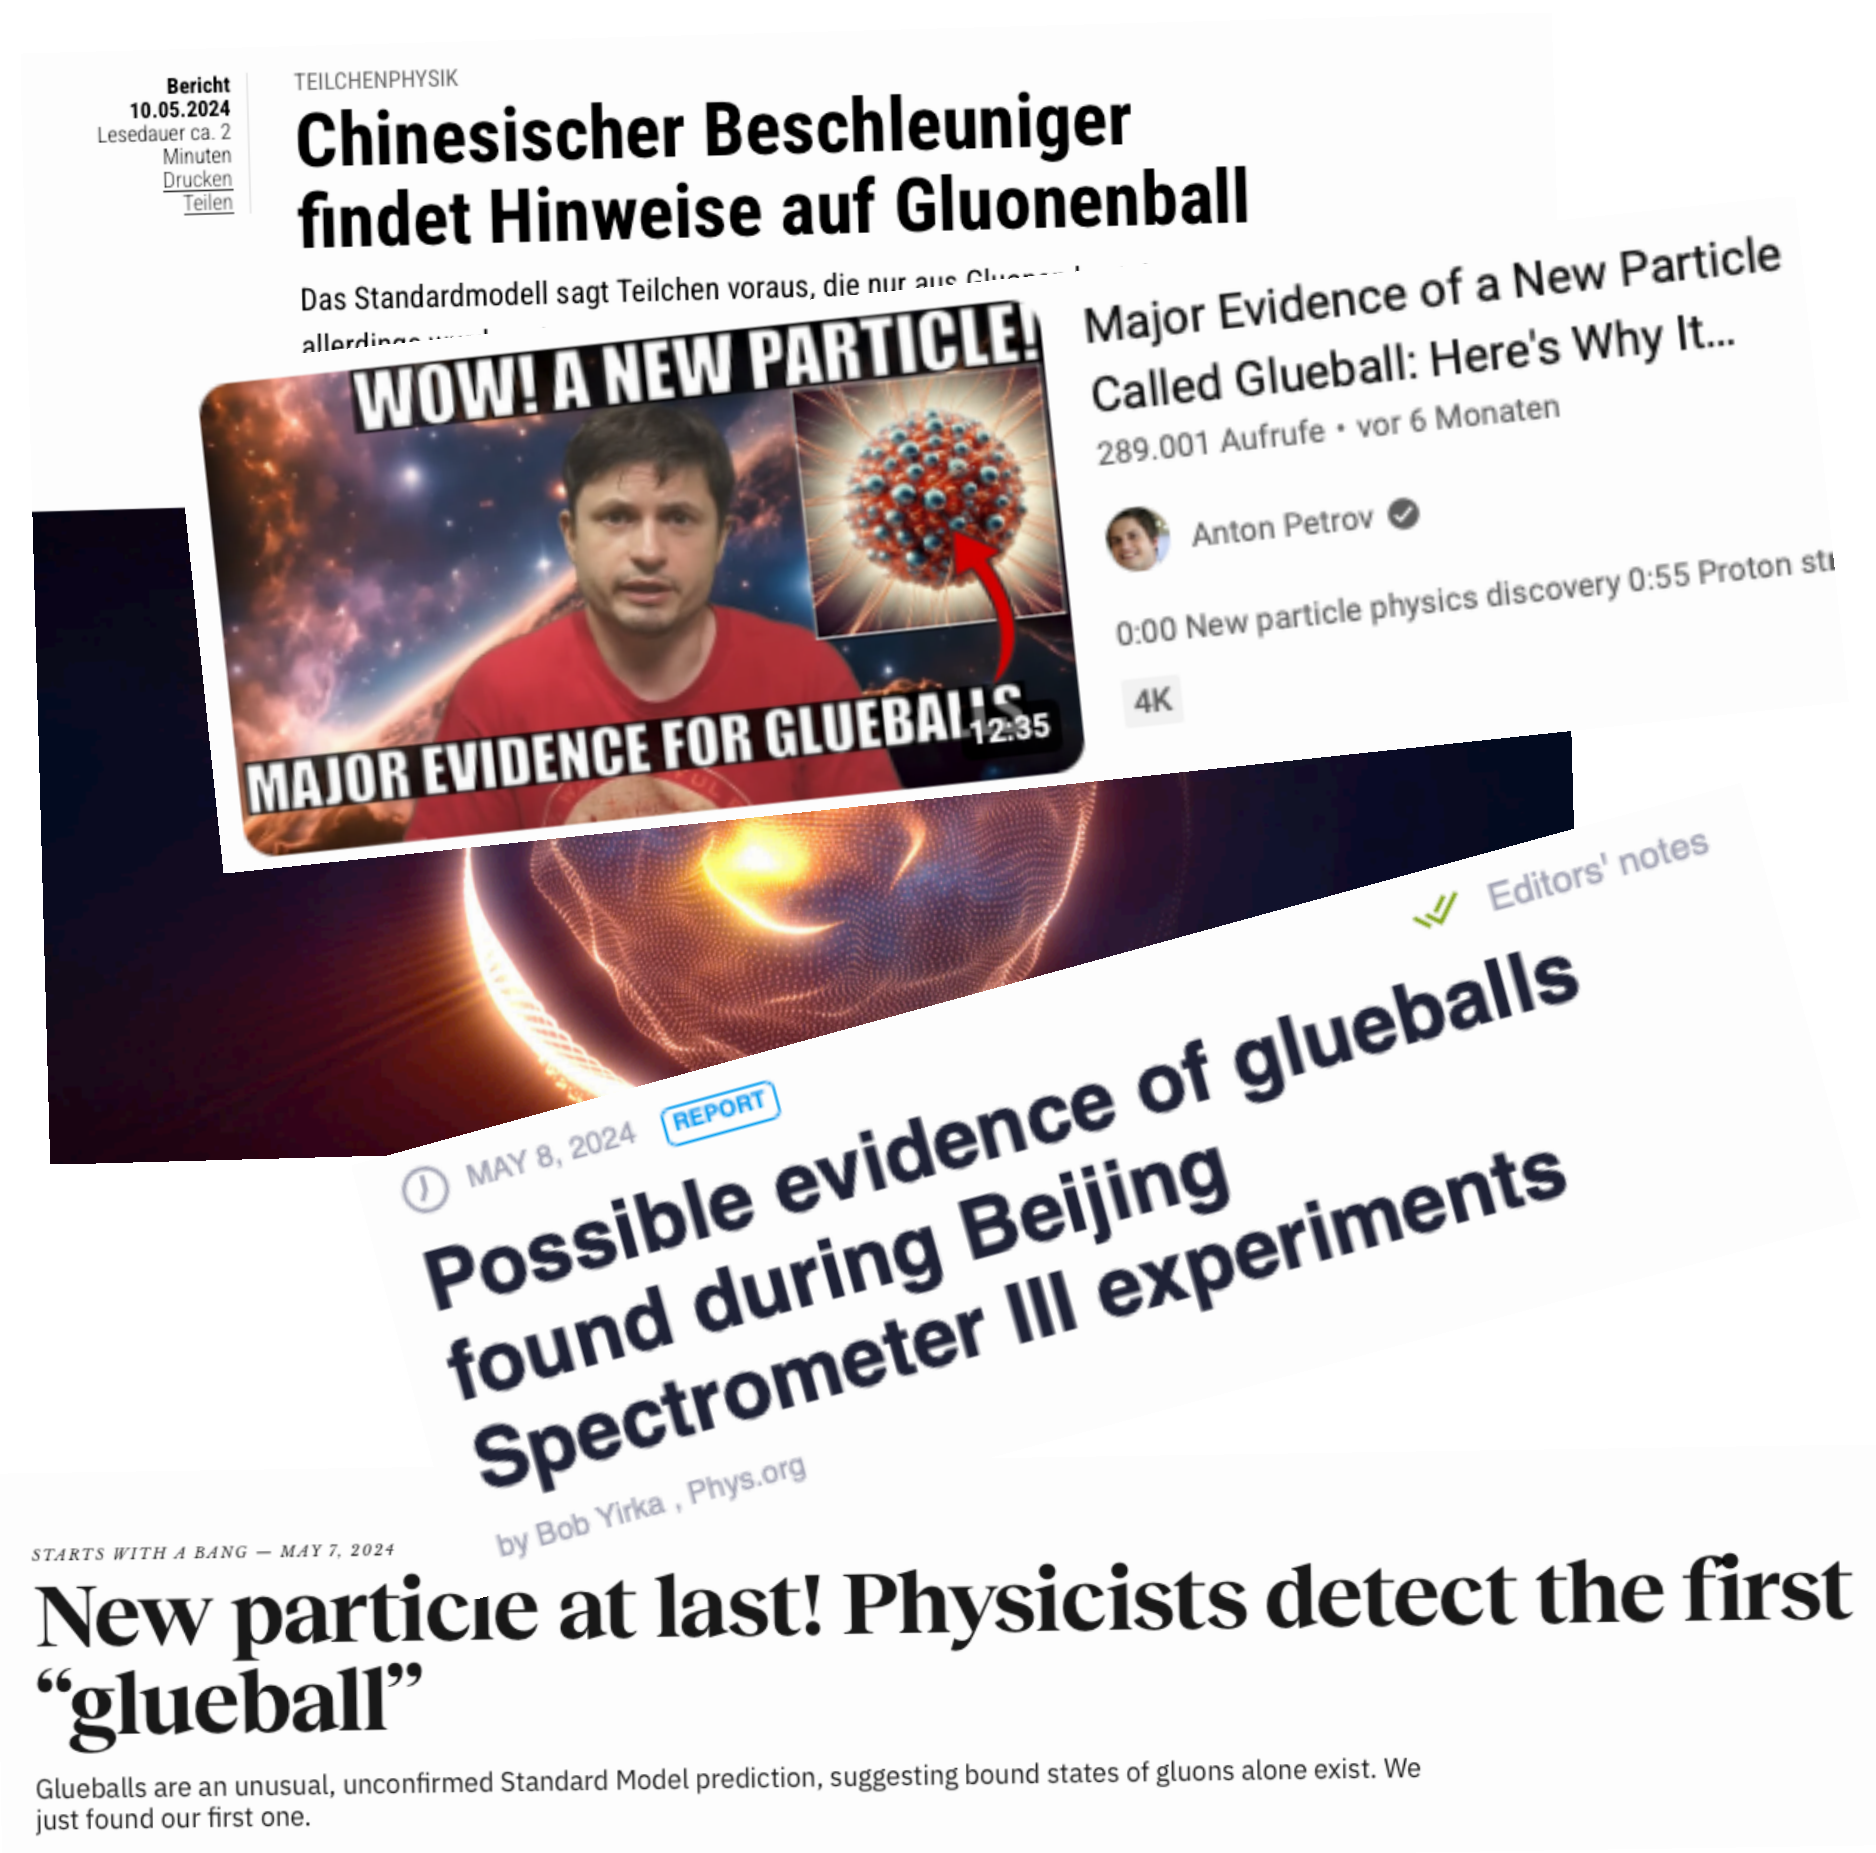 Bericht
10.05.2024
Lesedauer ca. 2
Minuten
Drucken
Teilen
TEILCHENPHYSIK
Chinesischer Beschleuniger
findet Hinweise auf Gluonenball
Das Standardmodell sagt Teilchen voraus, die nur aus
allerdings
WOW! A NEW PARTICLE!
MAJOR EVIDENCE FOR GLUEBALLS
12:35
Major Evidence of a New Particle
Called Glueball: Here's Why It...
289.001 Aufrufe • vor 6 Monaten
Anton Petrov
0:00 New particle physics discovery 0:55 Proton str
4K
Editors' notes
MAY 8, 2024 REPORT
Possible evidence of glueballs
found during Beijing
Spectrometer III experiments
by Bob Yirka , Phys.org
STARTS WITH A BANG — MAY 7, 2024
New particle at last! Physicists detect the first
“glueball”
Glueballs are an unusual, unconfirmed Standard Model prediction, suggesting bound states of gluons alone exist. We
just found our first one.